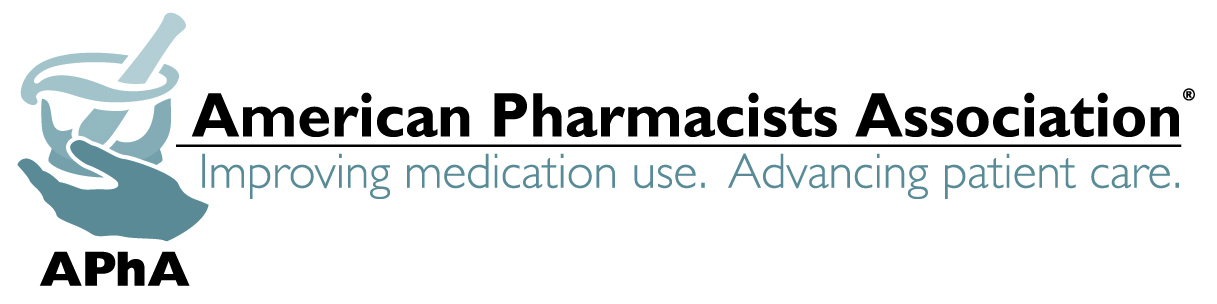 American Pharmacists Association®
Improving medication use. Advancing patient care.
APhA